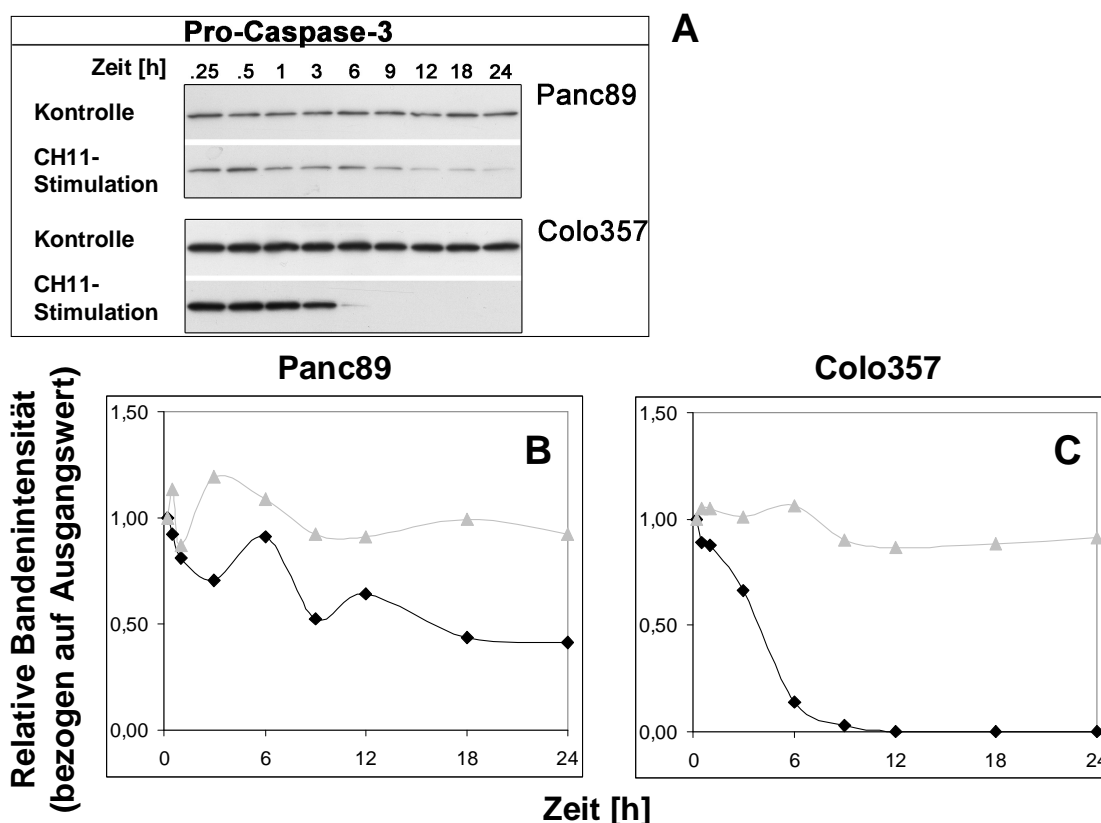 A
Pro-Caspase-3
Zeit [h] .25 .5 1 3 6 9 12 18 24
Panc89
Kontrolle
CH11-
Stimulation
Colo357
Kontrolle
CH11-
Stimulation
Panc89
Colo357
Relative Bandenintensität
(bezogen auf Ausgangswert)
B
1,50
1,00
0,50
0,00
0 6 12 18 24
C
1,50
1,00
0,50
0,00
0 6 12 18 24
Zeit [h]